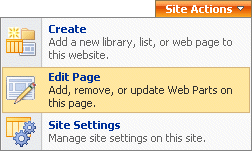 Site Actions
Create
Add a new library, list, or web page to
this website.
Edit Page
Add, remove, or update Web Parts on
this page.
Site Settings
Manage site settings on this site.